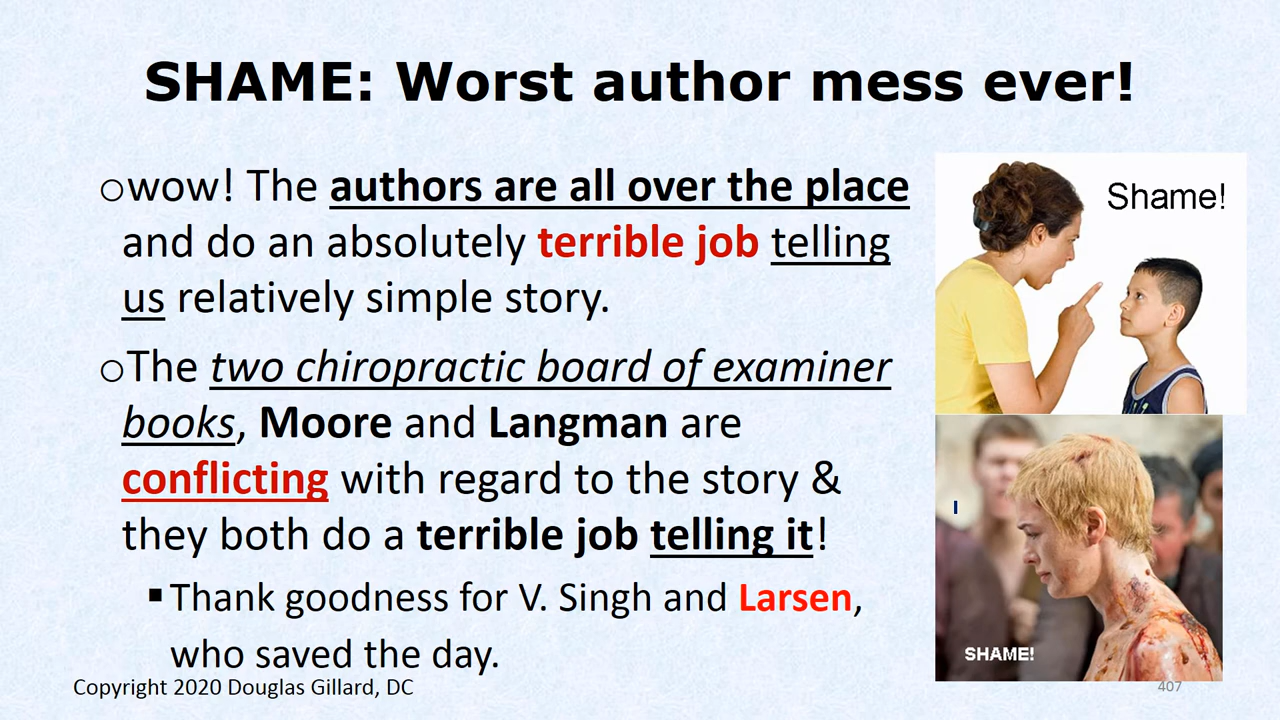 SHAME: Worst author mess ever!
owow! The authors are all over the place
and do an absolutely terrible job telling
us relatively simple story.
oThe two chiropractic board of examiner
books, Moore and Langman are
conflicting with regard to the story &
they both do a terrible job telling it!
▪Thank goodness for V. Singh and Larsen,
who saved the day.
Copyright 2020 Douglas Gillard, DC
Shame!
I
SHAME!
407